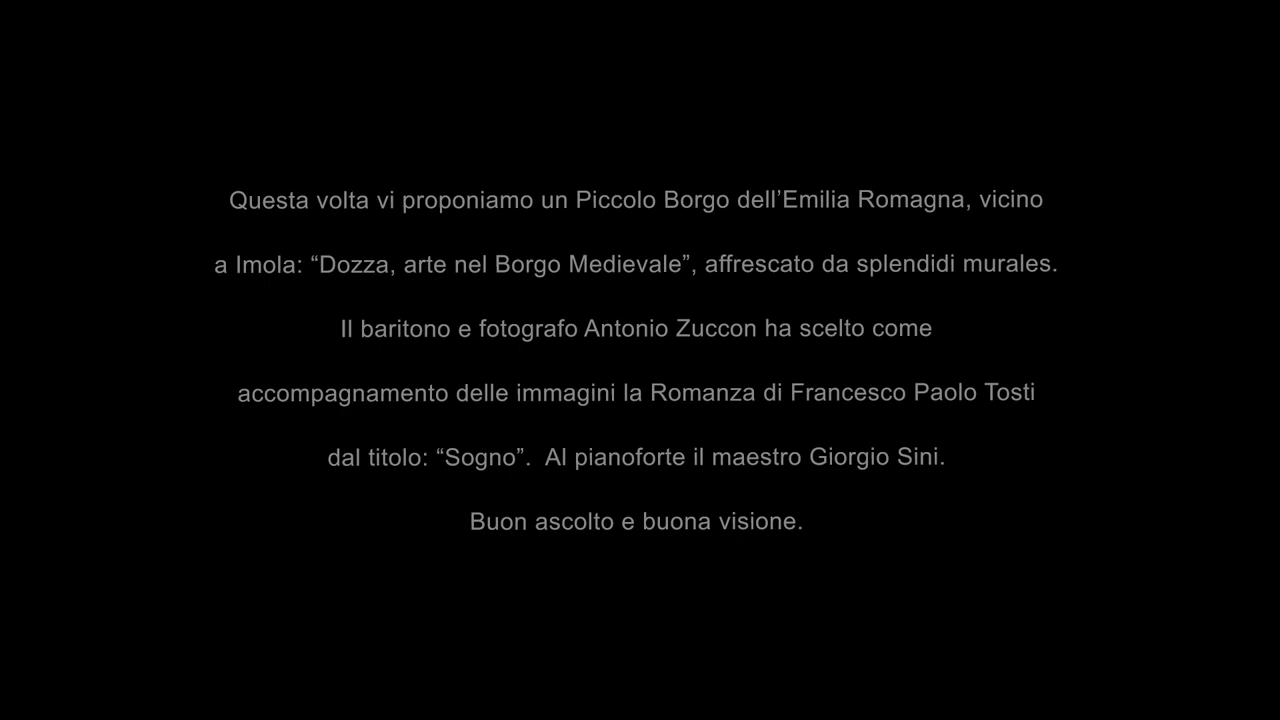 Questa volta vi proponiamo un Piccolo Borgo dell’Emilia Romagna, vicino
a Imola: “Dozza, arte nel Borgo Medievale”, affrescato da splendidi murales.
Il baritono e fotografo Antonio Zuccon ha scelto come
accompagnamento delle immagini la Romanza di Francesco Paolo Tosti
dal titolo: “Sogno”.  Al pianoforte il maestro Giorgio Sini.
Buon ascolto e buona visione.